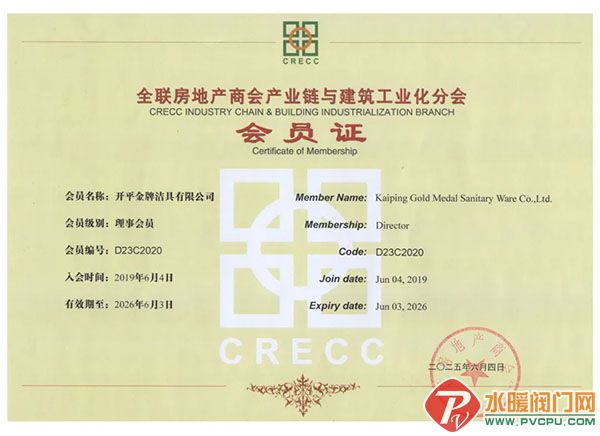 CRECC
全联房地产商会产业链与建筑工业化分会
CRECC INDUSTRY CHAIN & BUILDING INDUSTRIALIZATION BRANCH
会员证
Certificate of Membership
会员名称: 开平金牌洁具有限公司
Member Name: Kaiping Gold Medal Sanitary Ware Co.,Ltd.
会员级别: 理事会员
Membership: Director
会员编号: D23C2020
Code: D23C2020
入会时间: 2019年6月4日
Join date: Jun 04, 2019
有效期至: 2026年6月3日
Expiry date: Jun 03, 2026
CRECC
房地产商会
二〇二五年六月四日
水暖阀门网
WWW.PVCPU.COM